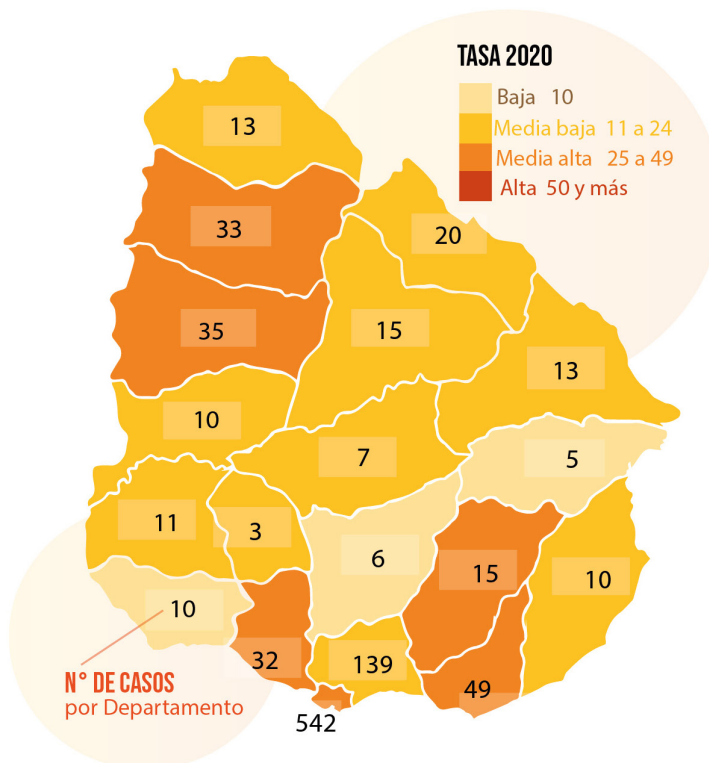 TASA 2020
Baja 10
Media baja 11 a 24
Media alta 25 a 49
Alta 50 y más
13
33
20
35
15
13
10
7
5
11
3
6
15
10
10
32
139
49
542
N° DE CASOS
por Departamento